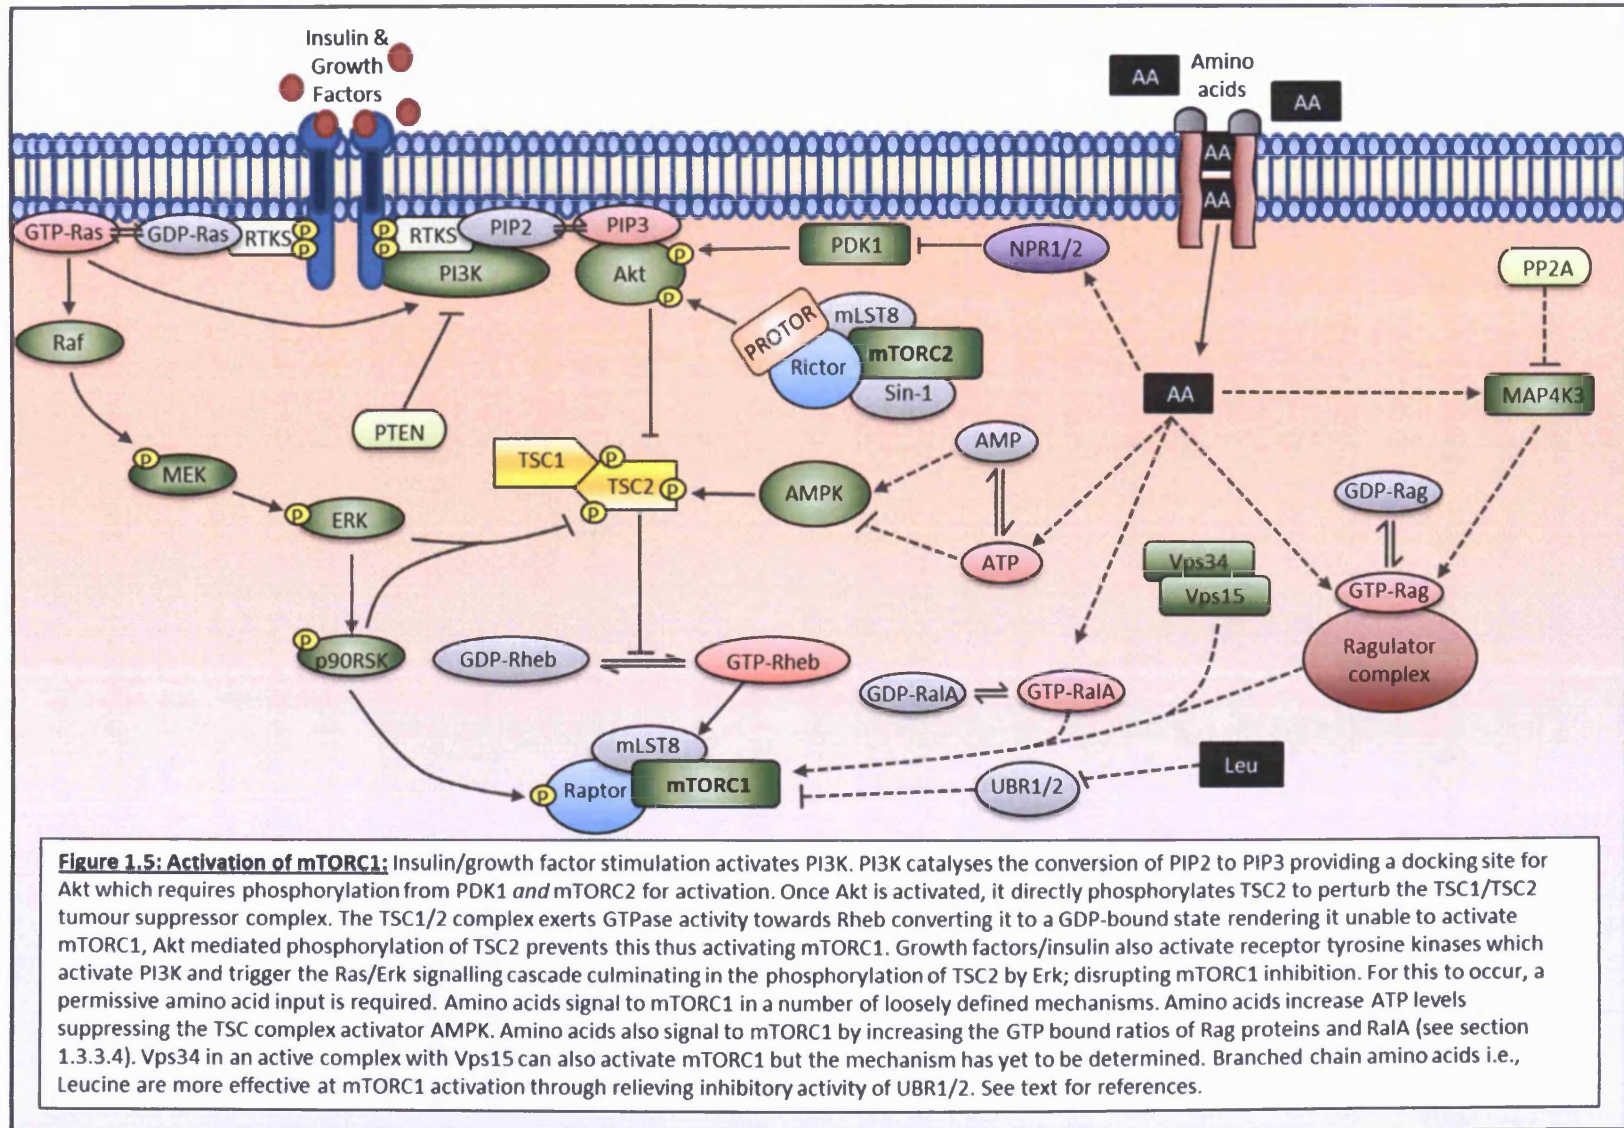 Insulin &
Growth
Factors
Amino
acids
AA
AA
AA
AA
GTP-Ras
GDP-Ras
RTKS
P
P
P
P
RTKS
PIP2
PIP3
PI3K
Akt
P
P
PDK1
NPR1/2
PP2A
Raf
PROTOR
mLST8
mTORC2
Rictor
Sin-1
AA
MAP4K3
PTEN
P
MEK
TSC1
P
TSC2
P
P
AMPK
AMP
ATP
GDP-Rag
P
ERK
Vps34
Vps15
GTP-Rag
Ragulator
complex
P
p90RSK
GDP-Rheb
GTP-Rheb
GDP-RalA
GTP-RalA
mLST8
P
Raptor
mTORC1
UBR1/2
Leu
Figure 1.5: Activation of mTORC1: Insulin/growth factor stimulation activates PI3K. PI3K catalyses the conversion of PIP2 to PIP3 providing a docking site for
Akt which requires phosphorylation from PDK1 and mTORC2 for activation. Once Akt is activated, it directly phosphorylates TSC2 to perturb the TSC1/TSC2
tumour suppressor complex. The TSC1/2 complex exerts GTPase activity towards Rheb converting it to a GDP-bound state rendering it unable to activate
mTORC1, Akt mediated phosphorylation of TSC2 prevents this thus activating mTORC1. Growth factors/insulin also activate receptor tyrosine kinases which
activate PI3K and trigger the Ras/Erk signalling cascade culminating in the phosphorylation of TSC2 by Erk; disrupting mTORC1 inhibition. For this to occur, a
permissive amino acid input is required. Amino acids signal to mTORC1 in a number of loosely defined mechanisms. Amino acids increase ATP levels
suppressing the TSC complex activator AMPK. Amino acids also signal to mTORC1 by increasing the GTP bound ratios of Rag proteins and RalA (see section
1.3.3.4). Vps34 in an active complex with Vps15 can also activate mTORC1 but the mechanism has yet to be determined. Branched chain amino acids i.e.,
Leucine are more effective at mTORC1 activation through relieving inhibitory activity of UBR1/2. See text for references.